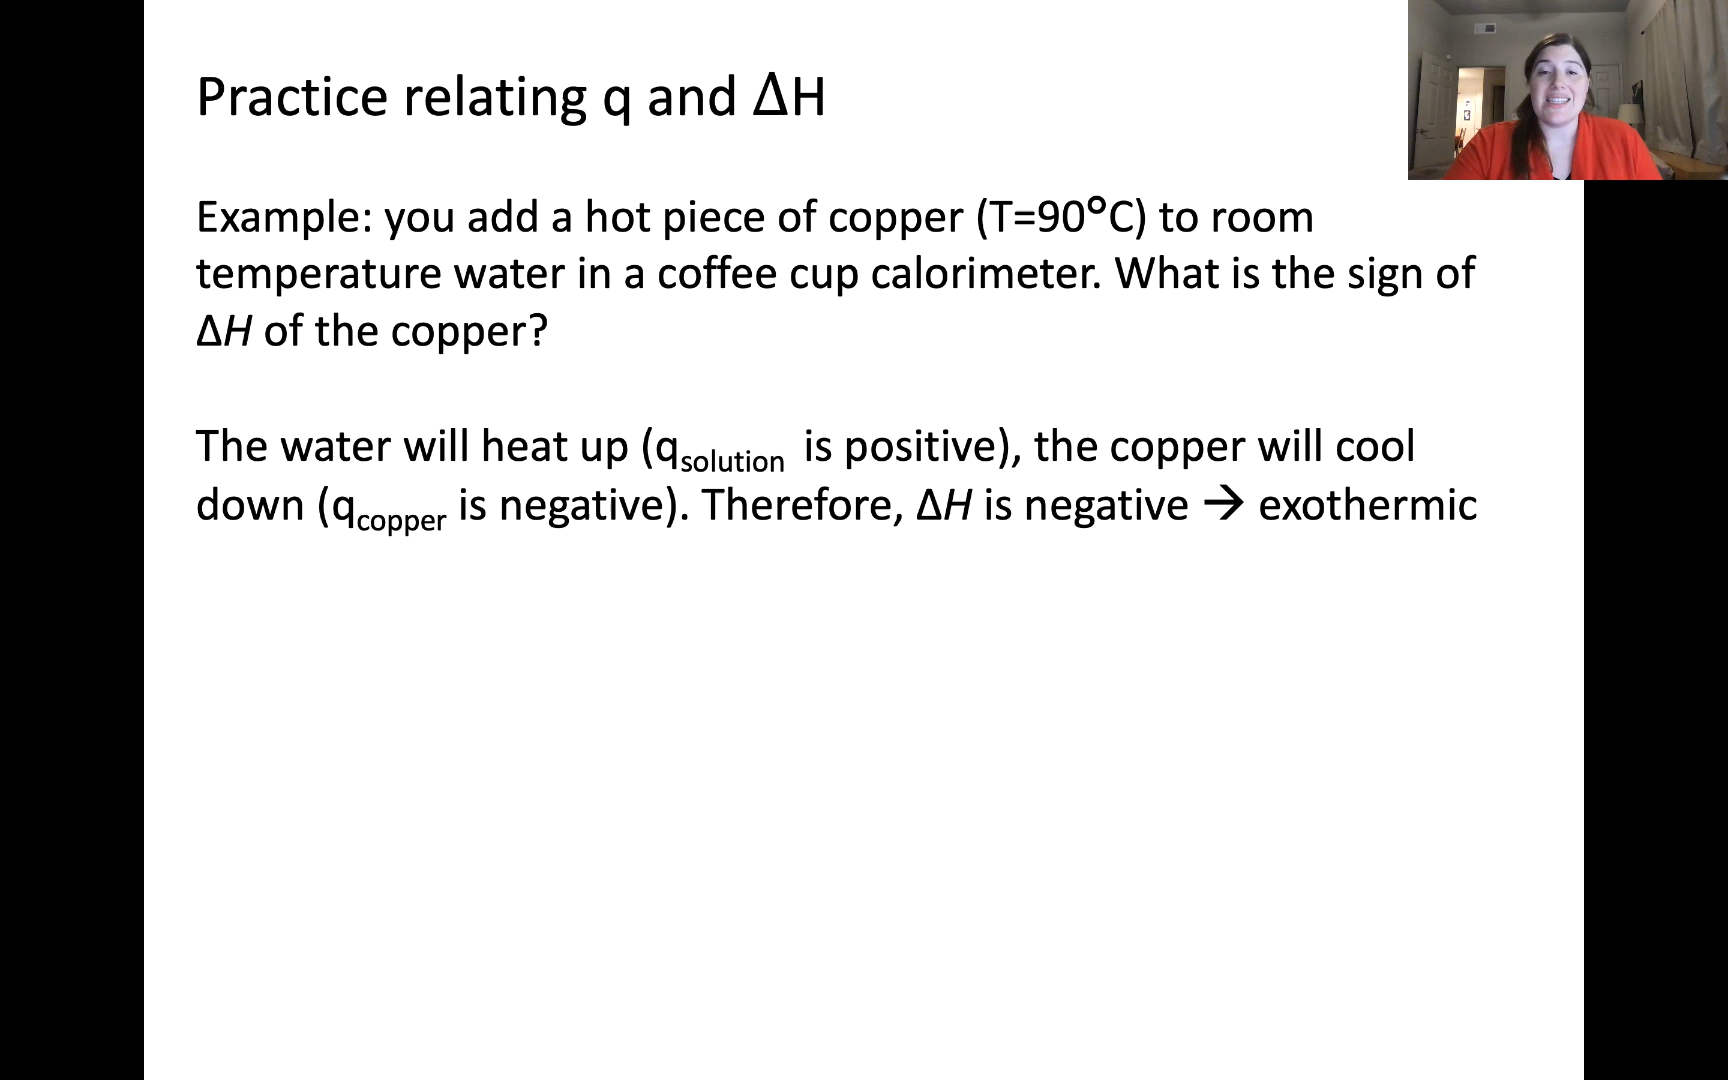 Practice relating q and ΔH
Example: you add a hot piece of copper (T=90°C) to room
temperature water in a coffee cup calorimeter. What is the sign of
ΔH of the copper?
The water will heat up (qsolution is positive), the copper will cool
down (qcopper is negative). Therefore, ΔH is negative → exothermic